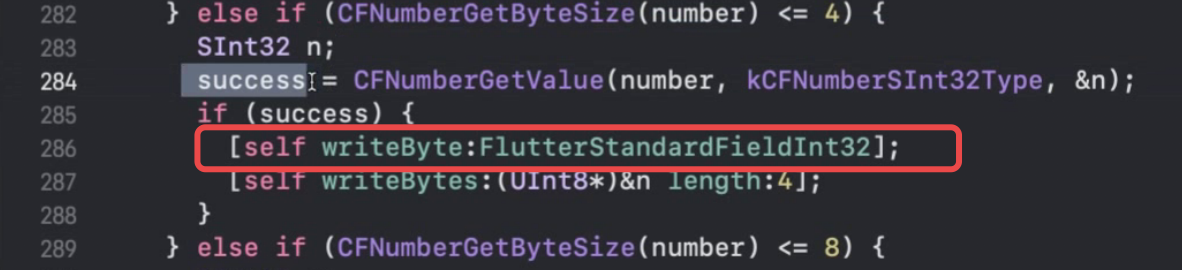 282 } else if (CFNumberGetByteSize(number) <= 4) {
283 SInt32 n;
284 success = CFNumberGetValue(number, kCFNumberSInt32Type, &n);
285 if (success) {
286 [self writeByte:FlutterStandardFieldInt32];
287 [self writeBytes:(UInt8*)&n length:4];
288 }
289 } else if (CFNumberGetByteSize(number) <= 8) {